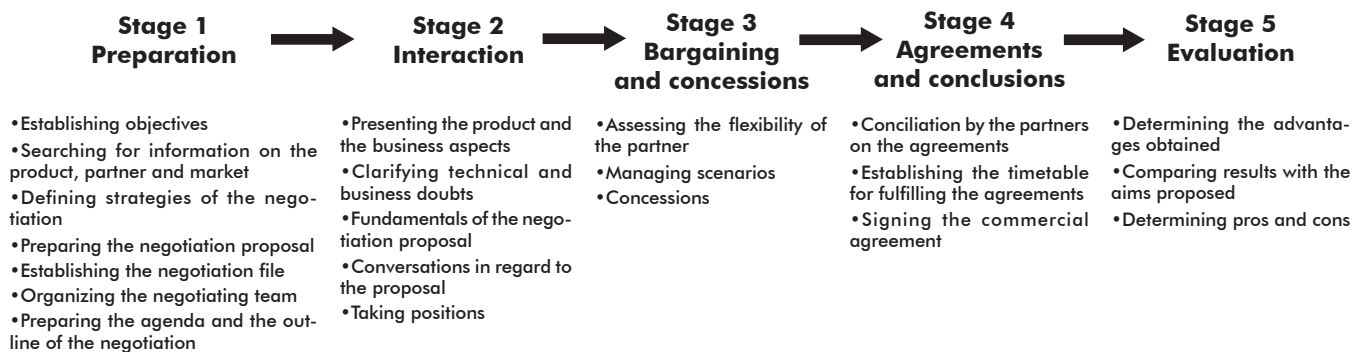 Stage 1
Preparation
Stage 2
Interaction
Stage 3
Bargaining
and concessions
Stage 4
Agreements
and conclusions
Stage 5
Evaluation
•Establishing objectives
•Searching for information on the
product, partner and market
•Defining strategies of the nego-
tiation
•Preparing the negotiation proposal
•Establishing the negotiation file
•Organizing the negotiating team
•Preparing the agenda and the out-
line of the negotiation
•Presenting the product and
the business aspects
•Clarifying technical and
business doubts
•Fundamentals of the nego-
tiation proposal
•Conversations in regard to
the proposal
•Taking positions
•Assessing the flexibility of
the partner
•Managing scenarios
•Concessions
•Conciliation by the partners
on the agreements
•Establishing the timetable
for fulfilling the agreements
•Signing the commercial
agreement
•Determining the advanta-
ges obtained
•Comparing results with the
aims proposed
•Determining pros and cons